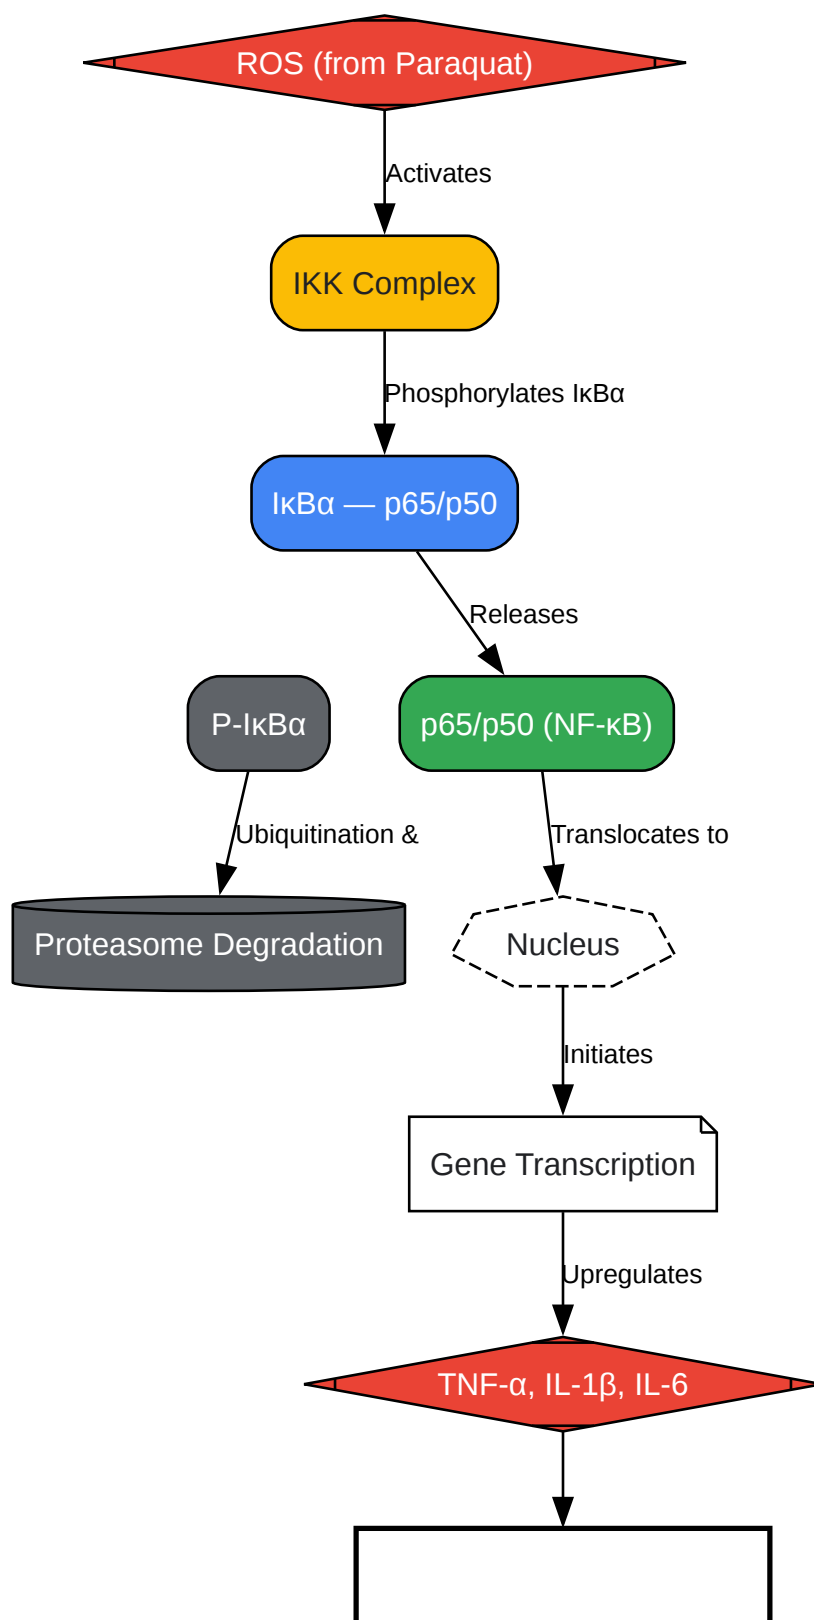 ROS (from Paraquat)
Activates
IKK Complex
Phosphorylates IκBα
IκBα — p65/p50
Releases
P-IκBα
p65/p50 (NF-κB)
Ubiquitination &
Translocates to
Proteasome Degradation
Nucleus
Initiates
Gene Transcription
Upregulates
TNF-α, IL-1β, IL-6